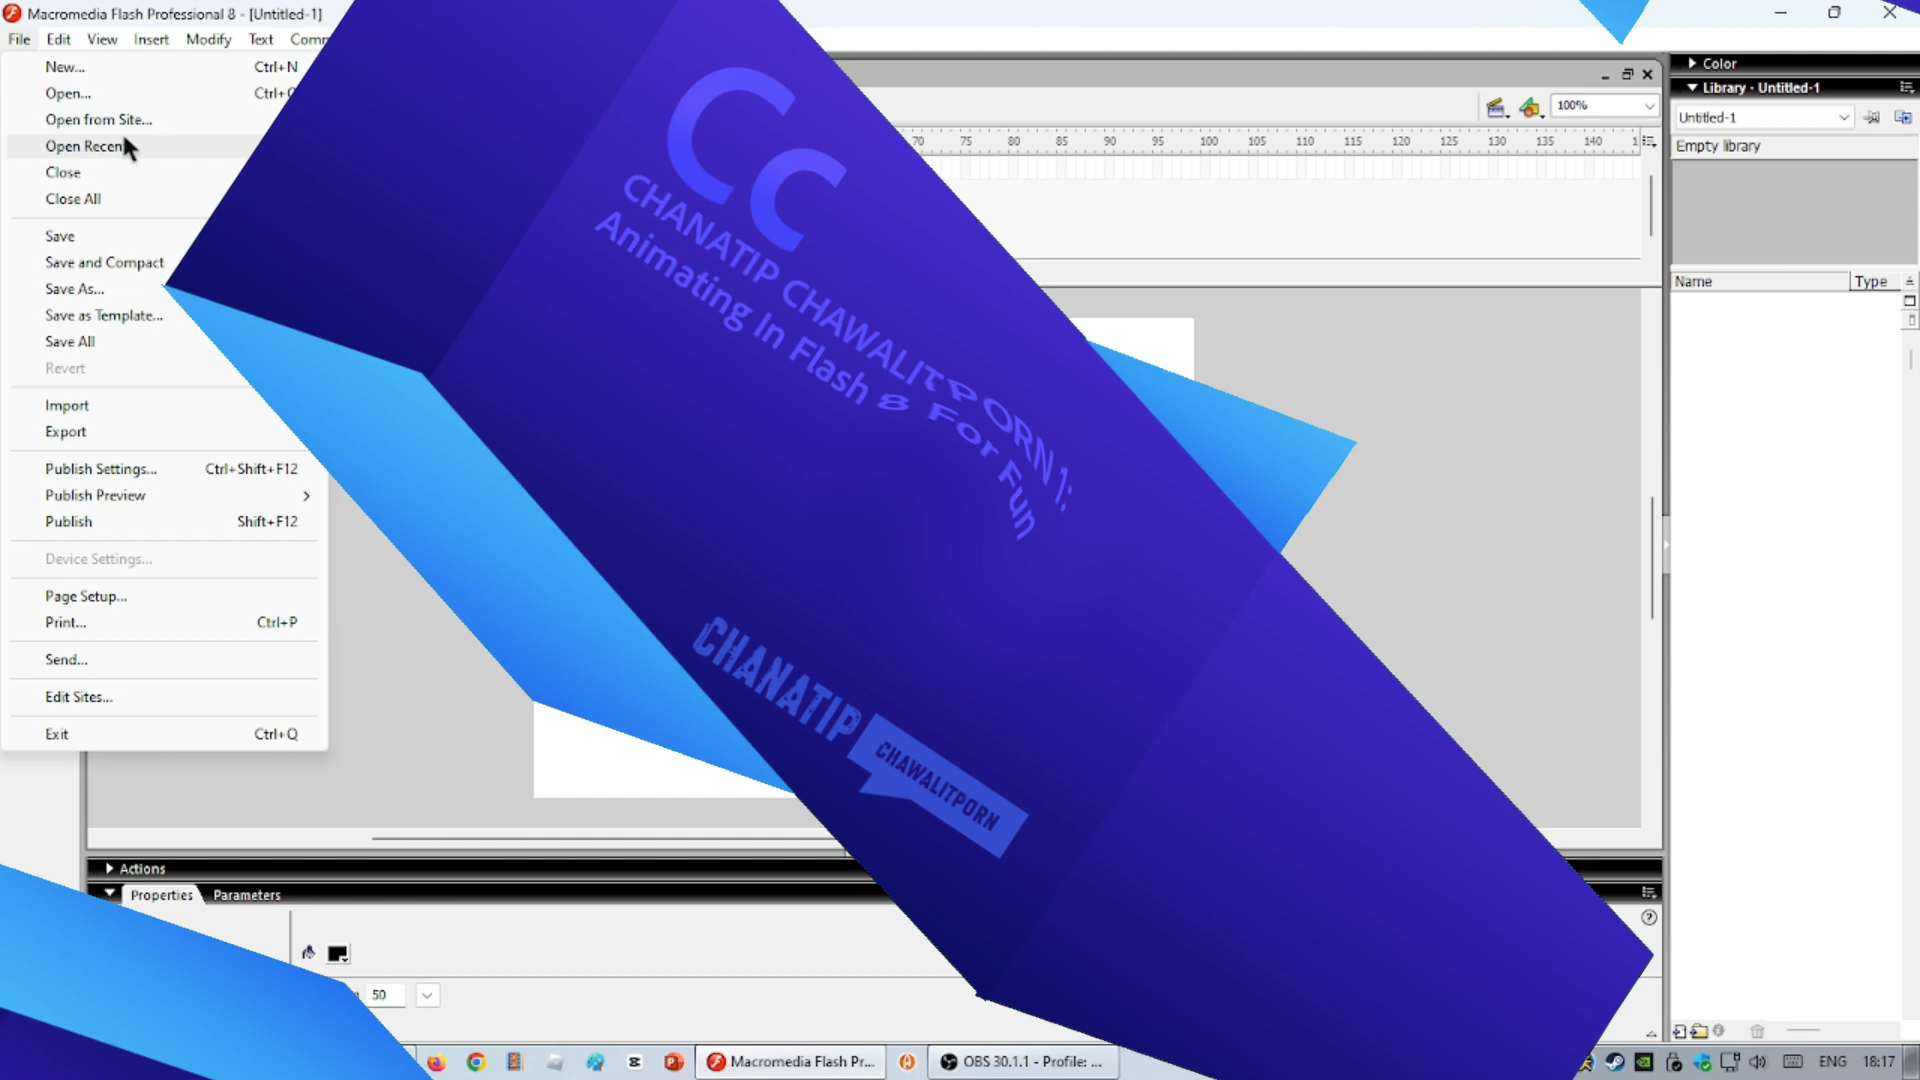 Macromedia Flash Professional 8 - [Untitled-1]
File Edit View Insert Modify Text
New... Ctrl+N
Open...
Open from Site...
Open Recent
Close
Close All
Save
Save and Compact
Save As...
Save as Template...
Save All
Revert
Import
Export
Publish Settings... Ctrl+Shift+F12
Publish Preview
Publish Shift+F12
Device Settings...
Page Setup...
Print... Ctrl+P
Send...
Edit Sites...
Exit Ctrl+Q
Cc
CHANATIP CHAWALITPORN 1:
Animating In Flash 8 For Fun
CHANATIP
CHAWALITPORN
100%
70 75 80 85 90 95 100 105 110 115 120 125 130 135 140
Color
Library - Untitled-1
Untitled-1
Empty library
Name Type
Actions
Properties Parameters
50
Macromedia Flash Pr...
OBS 30.1.1 - Profile: ...
ENG 18:17